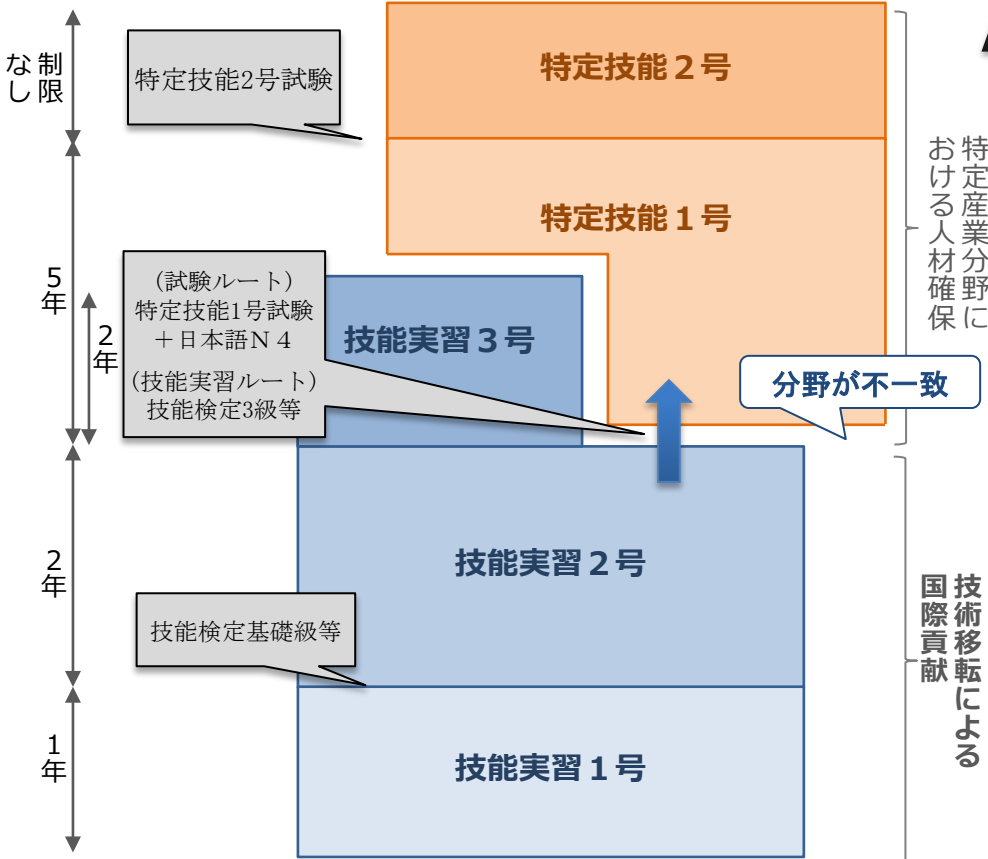 制限
なし
特定技能2号試験
特定技能２号
特定産業分野に
おける人材確保
特定技能１号
5年
2年
(試験ルート)
特定技能1号試験
＋日本語Ｎ４
(技能実習ルート)
技能検定3級等
技能実習３号
分野が不一致
2年
技能実習２号
技能検定基礎級等
技術移転による
国際貢献
1年
技能実習１号